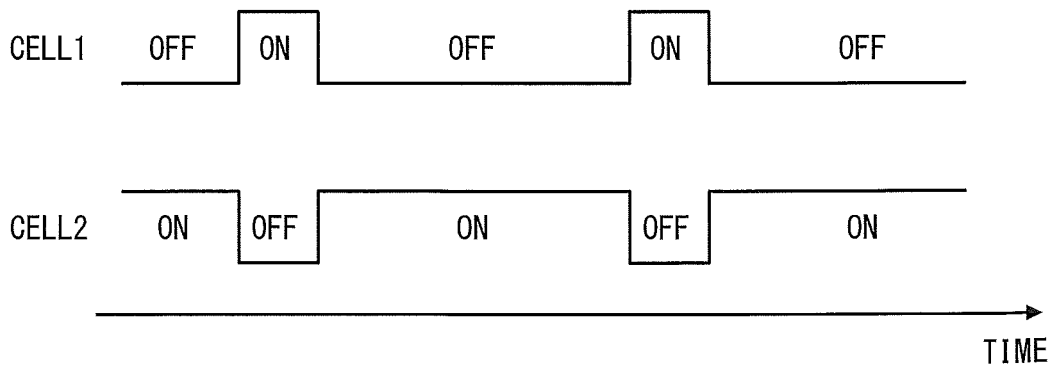 CELL1 OFF ON OFF ON OFF
CELL2 ON OFF ON OFF ON
TIME